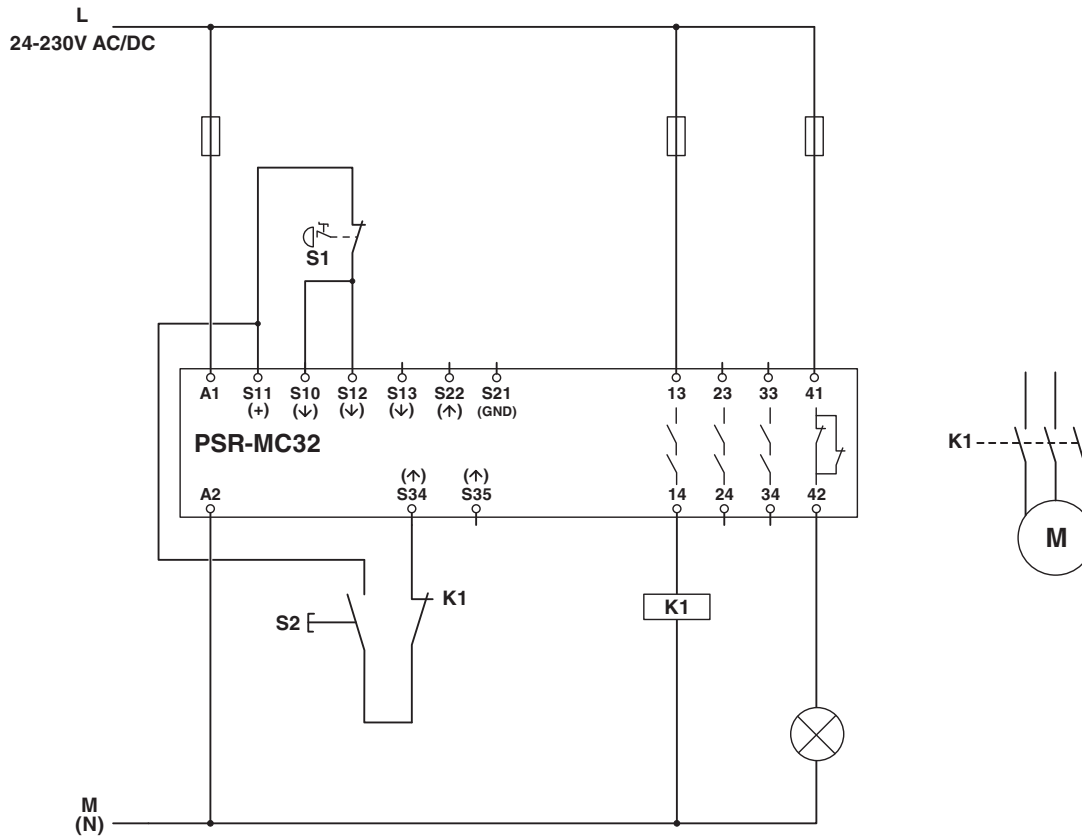 L
24-230V AC/DC
S1
A1 S11 S10 S12 S13 S22 S21 13 23 33 41
(+) (↓) (↓) (↓) (↑) (GND)
PSR-MC32
K1
(↑) (↑)
A2 S34 S35 14 24 34 42
M
K1
S2
K1
M
(N)